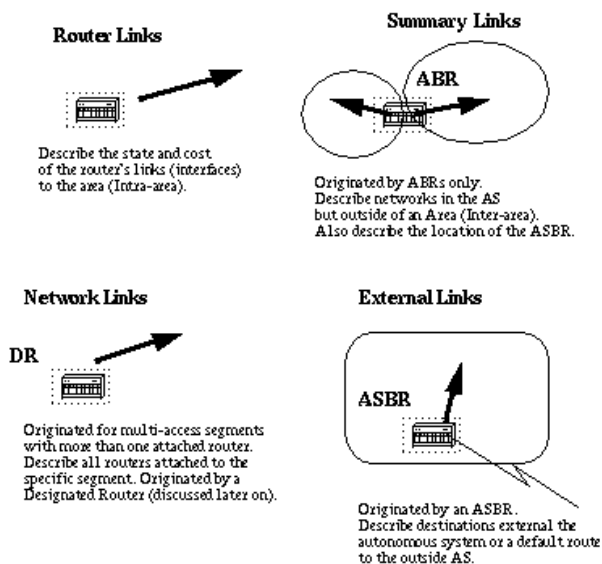 Router Links
Describe the state and cost
of the router's links (interfaces)
to the area (Intra-area).
Summary Links
ABR
Originated by ABRs only.
Describe networks in the AS
but outside of an Area (Inter-area).
Also describe the location of the ASBR.
Network Links
DR
Originated for multi-access segments
with more than one attached router.
Describe all routers attached to the
specific segment. Originated by a
Designated Router (discussed later on).
External Links
ASBR
Originated by an ASBR.
Describe destinations external the
autonomous system or a default route
to the outside AS.